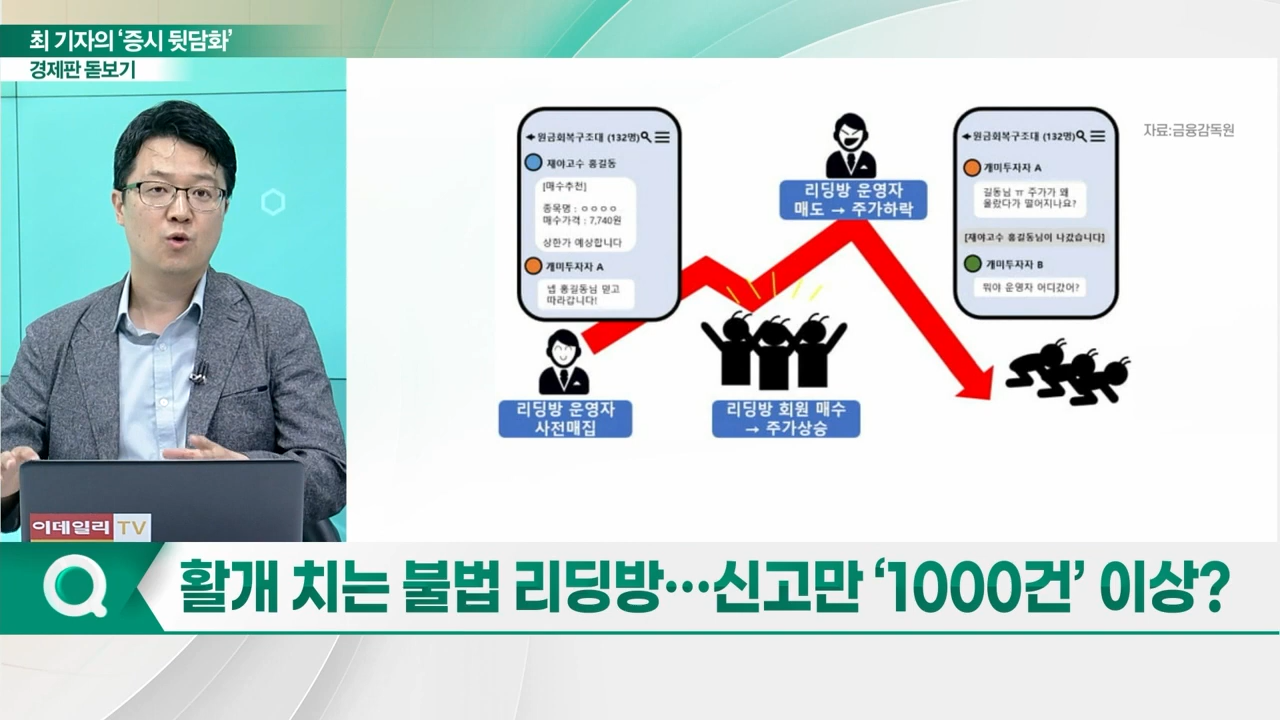 최 기자의 ‘증시 뒷담화’
경제판 돋보기
자료:금융감독원
원금회복구조대 (132명)
재야고수 홍길동
[매수추천]
종목명 : ㅇㅇㅇㅇ
매수가격 : 7,740원
상한가 예상합니다
개미투자자 A
넵 홍길동님 믿고
따라갑니다!
리딩방 운영자
사전매집
리딩방 회원 매수
→ 주가상승
리딩방 운영자
매도 → 주가하락
원금회복구조대 (132명)
개미투자자 A
길동님 ㅠ 주가가 왜
올랐다가 떨어지나요?
[재야고수 홍길동님이 나갔습니다]
개미투자자 B
뭐야 운영자 어디갔어?
이데일리 TV
활개 치는 불법 리딩방…신고만 ‘1000건’ 이상?